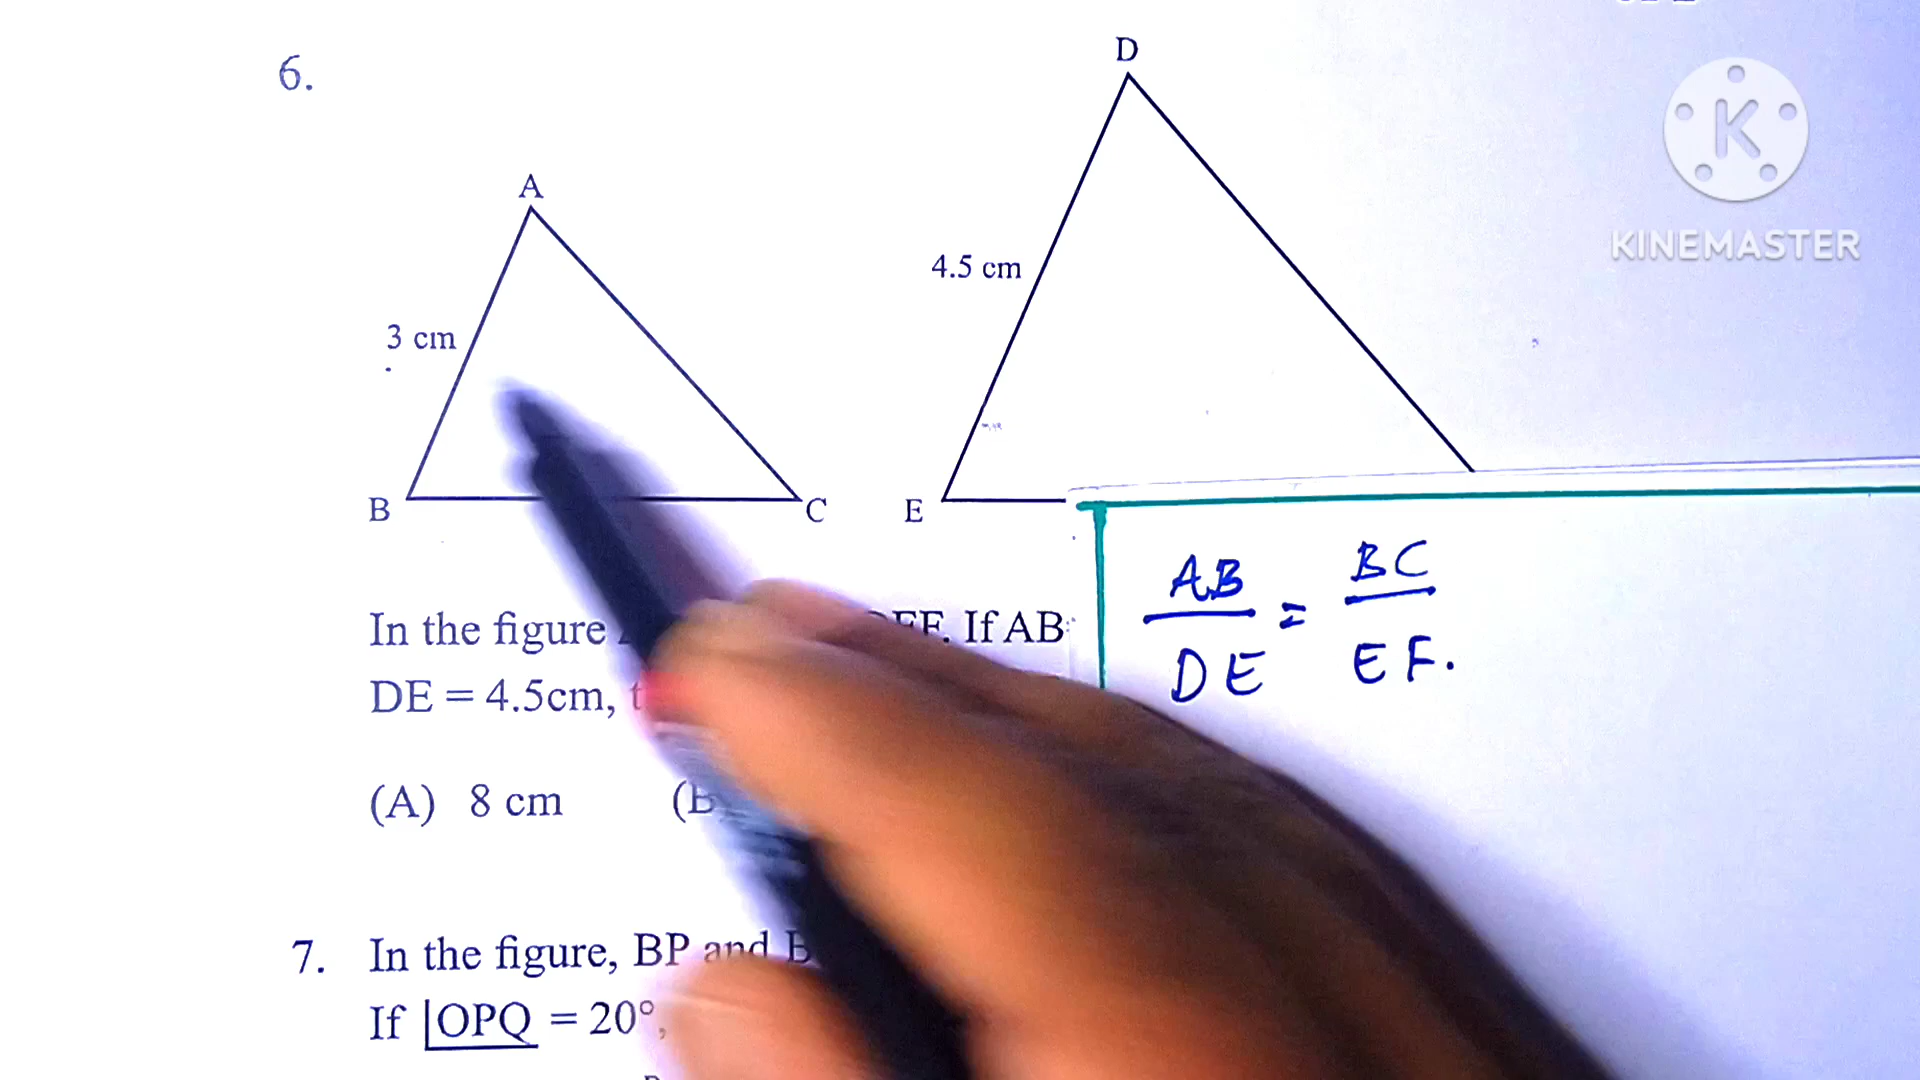 6.
D
A
4.5 cm
3 cm
B
C
E
K
KINEMASTER
AB/DE = BC/EF.
In the figure
If AB
DE = 4.5cm,
(A) 8 cm
7. In the figure, BP and
If OPQ = 20°,